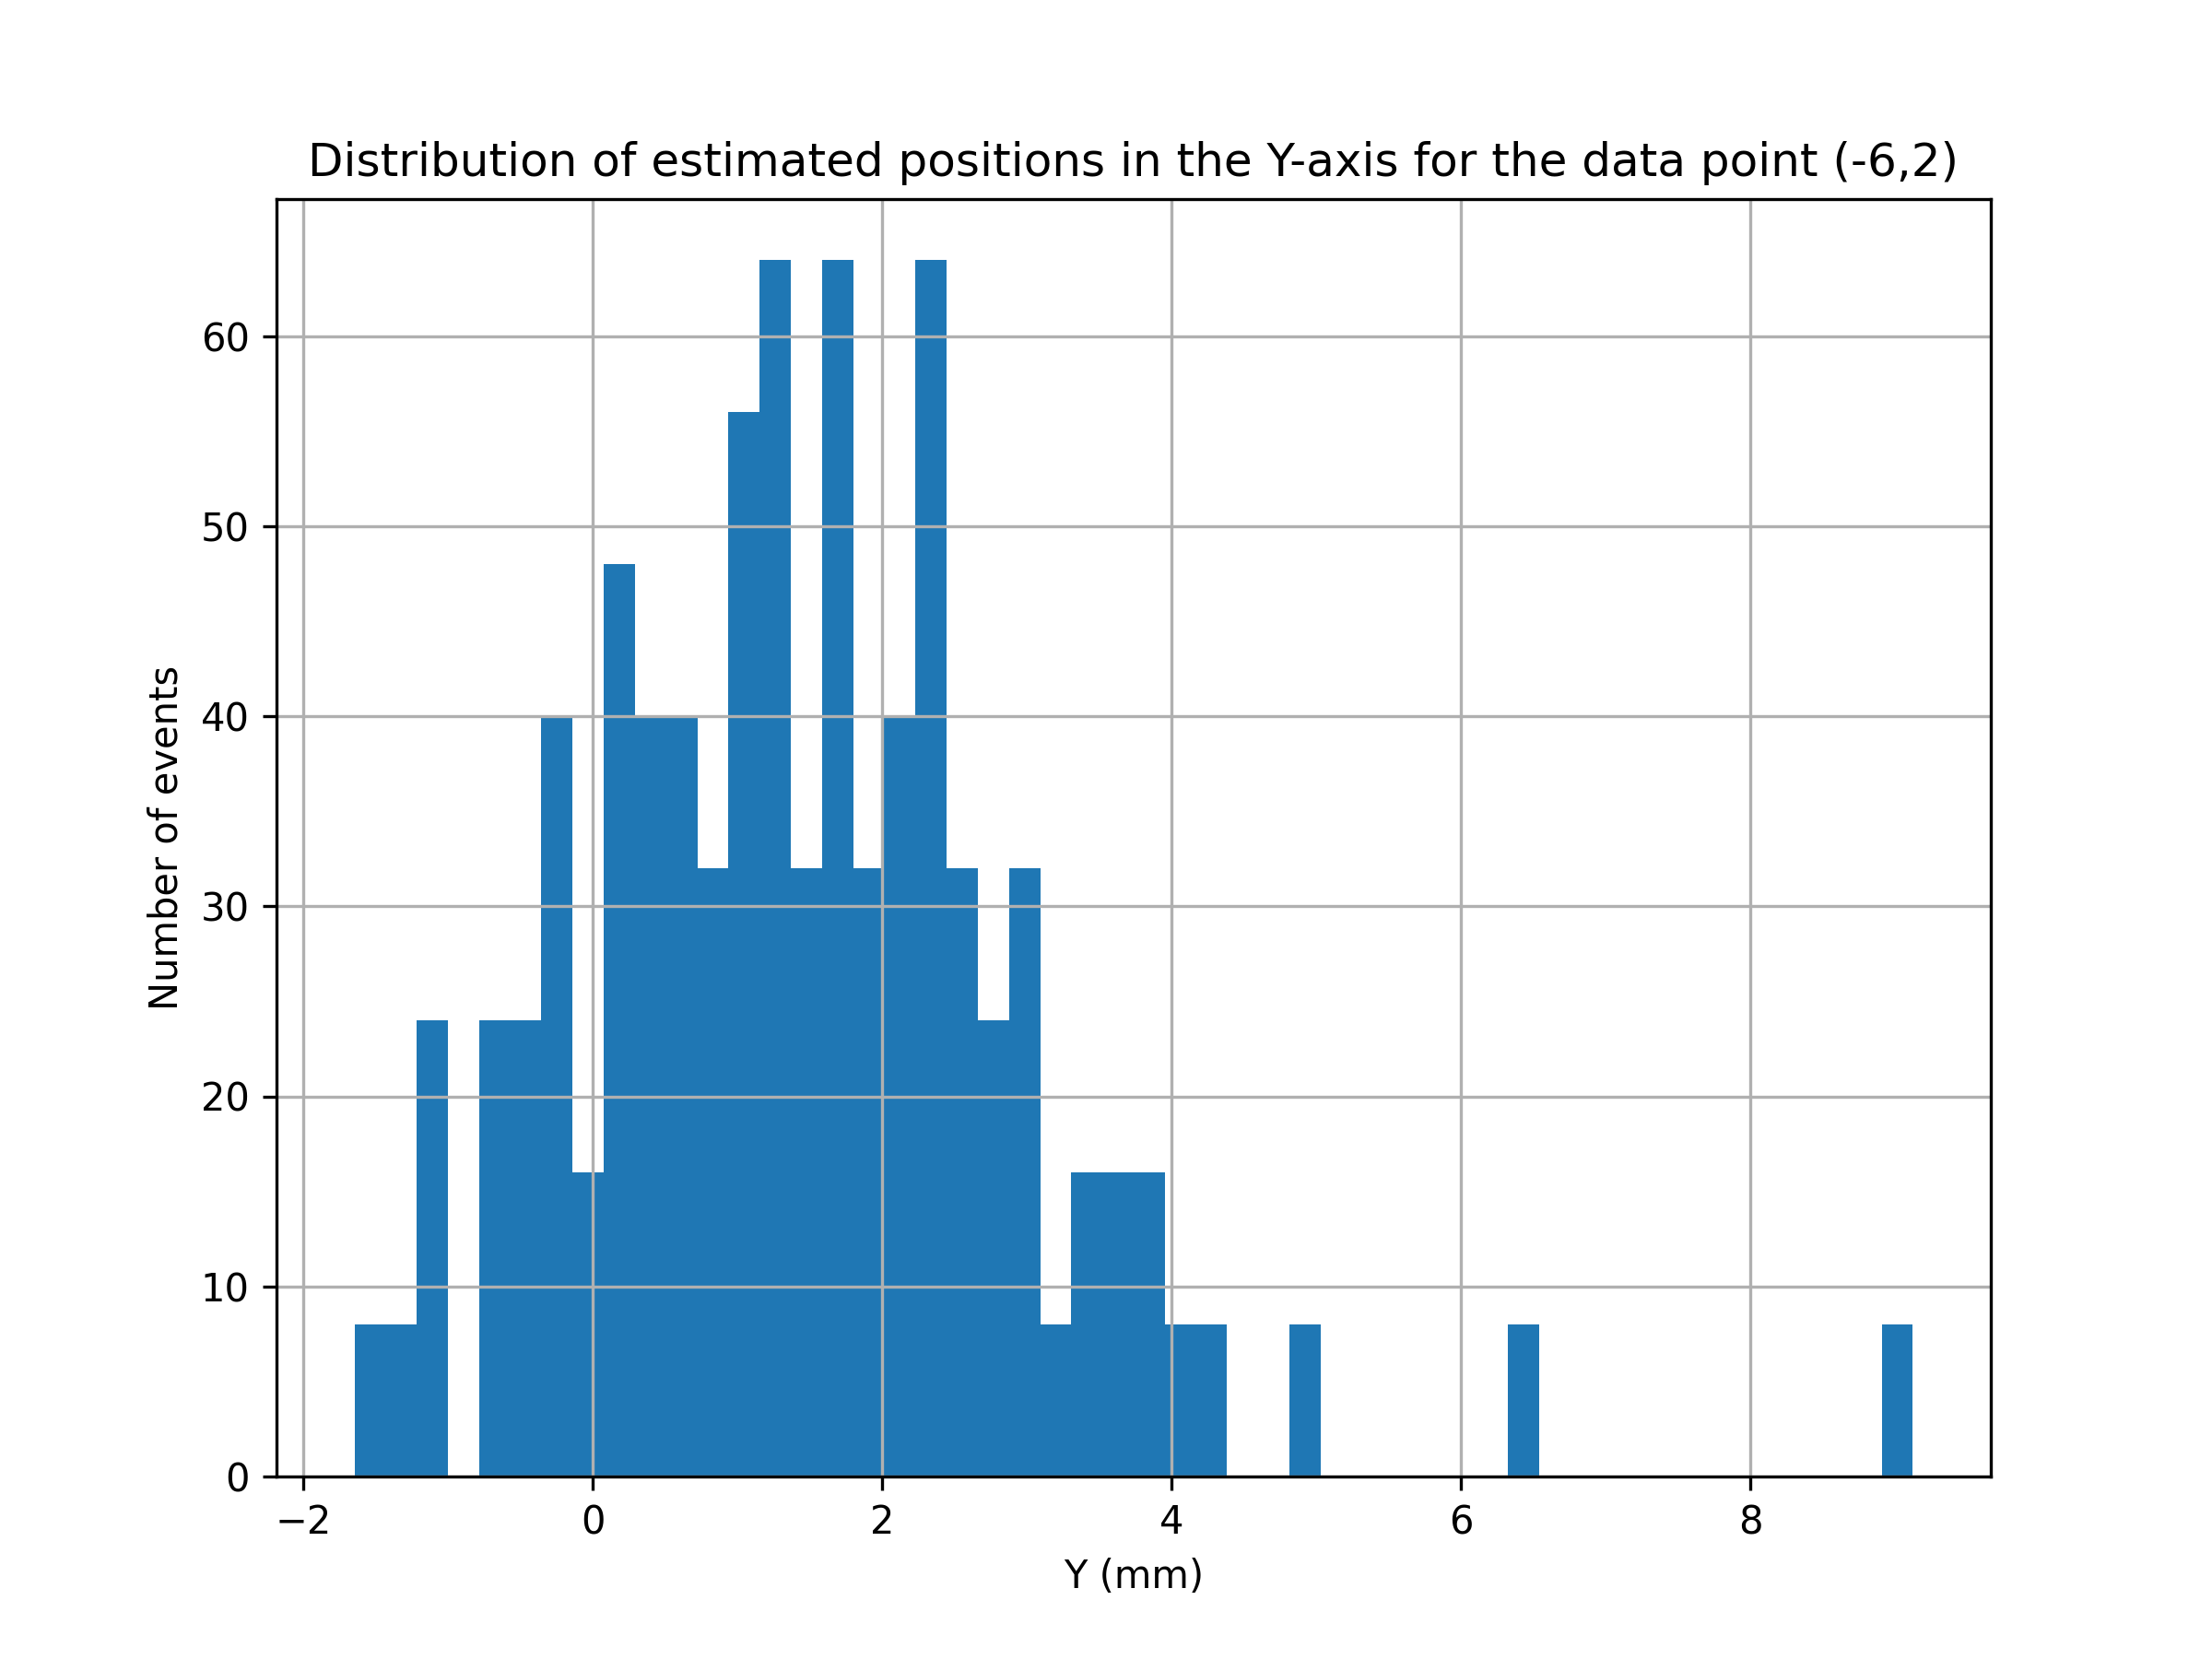 Distribution of estimated positions in the Y-axis for the data point (-6,2)
60
50
40
30
20
10
0
−2 0 2 4 6 8
Number of events
Y (mm)